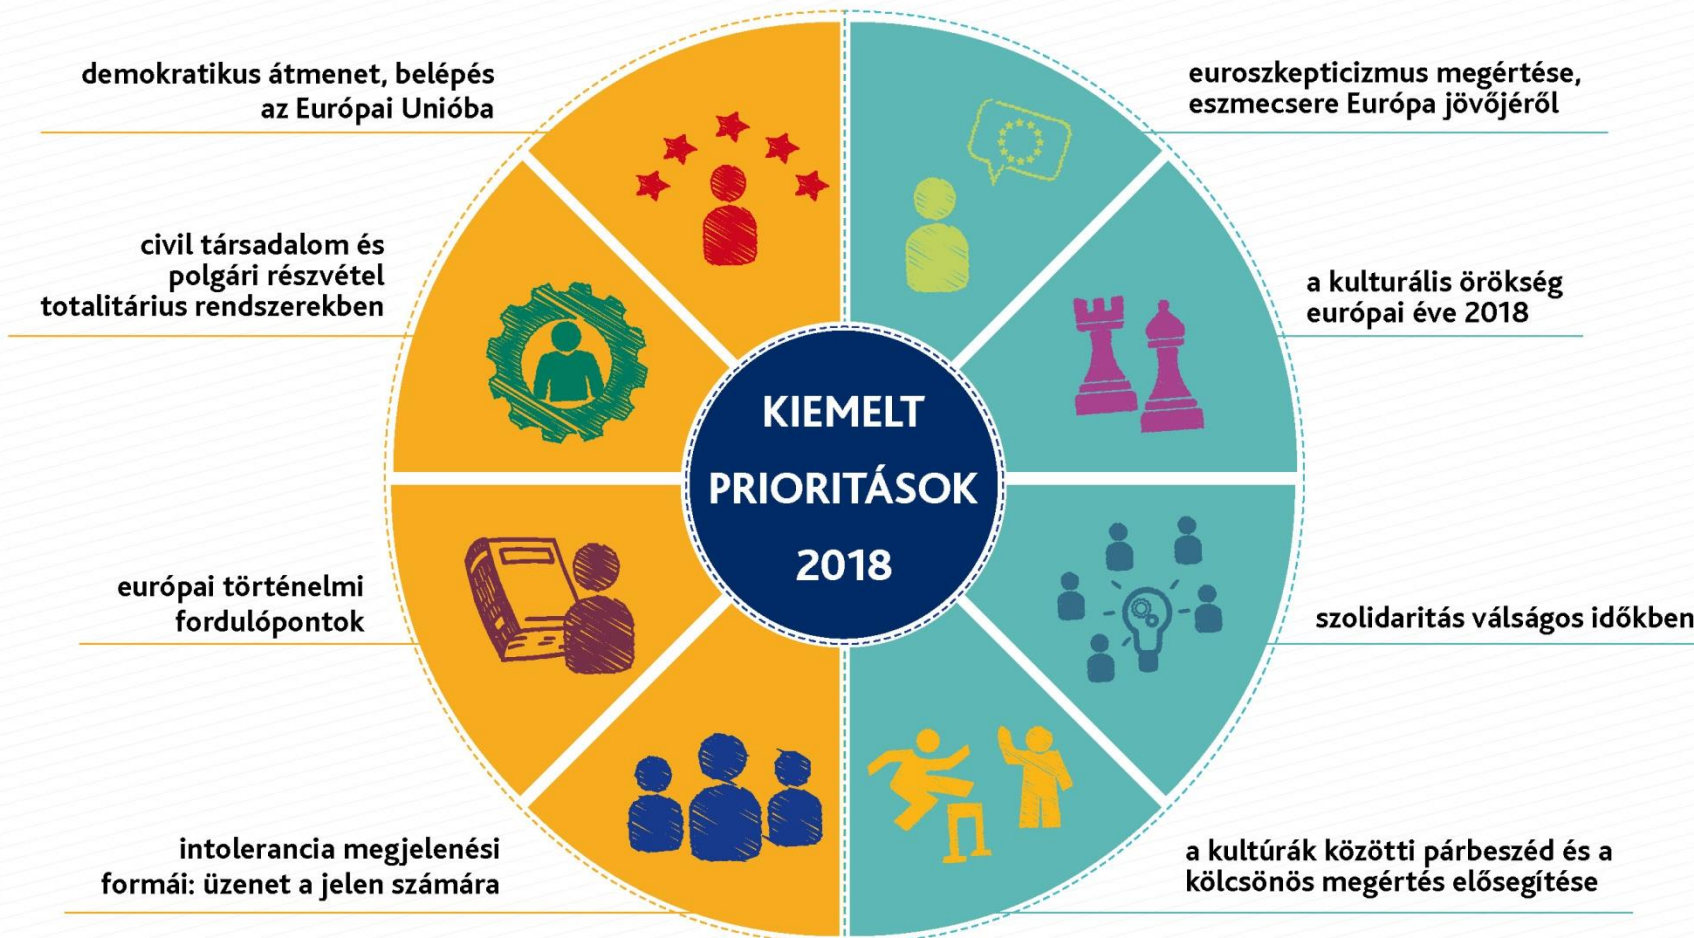 demokratikus átmenet, belépés
az Európai Unióba
civil társadalom és
polgári részvétel
totalitárius rendszerekben
európai történelmi
fordulópontok
intolerancia megjelenési
formái: üzenet a jelen számára
KIEMELT
PRIORITÁSOK
2018
euroszkepticizmus megértése,
eszmecsere Európa jövőjéről
a kulturális örökség
európai éve 2018
szolidaritás válságos időkben
a kultúrák közötti párbeszéd és a
kölcsönös megértés elősegítése